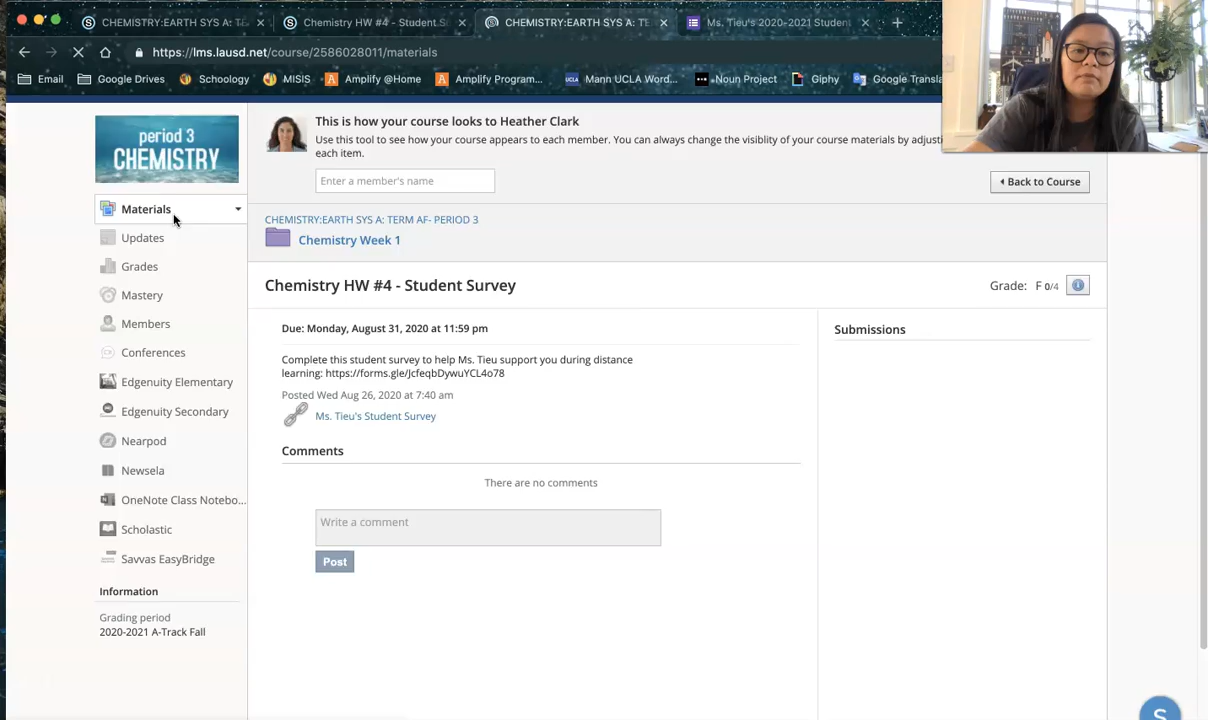 CHEMISTRY:EARTH SYS A: TE
Chemistry HW #4 - Student S
CHEMISTRY:EARTH SYS A: TE
Ms. Tieu's 2020-2021 Student
https://lms.lausd.net/course/2586028011/materials
Email
Google Drives
Schoology
MISIS
Amplify @Home
Amplify Program...
UCLA
Mann UCLA Word...
Noun Project
Giphy
Google Transla
period 3
CHEMISTRY
This is how your course looks to Heather Clark
Use this tool to see how your course appears to each member. You can always change the visiblity of your course materials by adjusti
each item.
Enter a member's name
Back to Course
Materials
Updates
Grades
Mastery
Members
Conferences
Edgenuity Elementary
Edgenuity Secondary
Nearpod
Newsela
OneNote Class Notebo...
Scholastic
Savvas EasyBridge
Information
Grading period
2020-2021 A-Track Fall
CHEMISTRY:EARTH SYS A: TERM AF- PERIOD 3
Chemistry Week 1
Chemistry HW #4 - Student Survey
Grade: F 0/4
Due: Monday, August 31, 2020 at 11:59 pm
Complete this student survey to help Ms. Tieu support you during distance
learning: https://forms.gle/JcfeqbDywuYCL4o78
Posted Wed Aug 26, 2020 at 7:40 am
Ms. Tieu's Student Survey
Comments
There are no comments
Write a comment
Post
Submissions
S